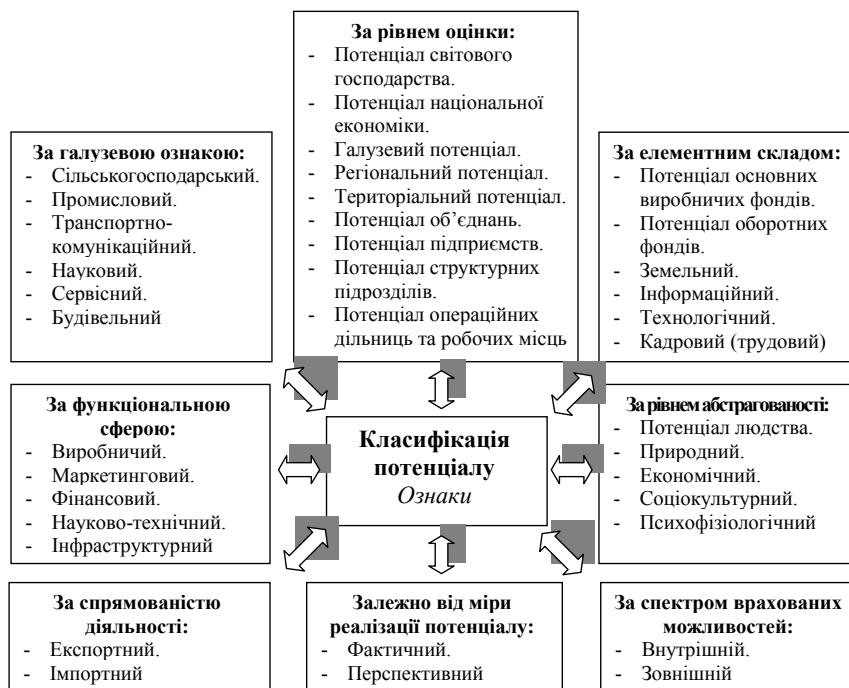 За рівнем оцінки:
- Потенціал світового
господарства.
- Потенціал національної
економіки.
- Галузевий потенціал.
- Регіональний потенціал.
- Територіальний потенціал.
- Потенціал об’єднань.
- Потенціал підприємств.
- Потенціал структурних
підрозділів.
- Потенціал операційних
дільниць та робочих місць
За галузевою ознакою:
- Сільськогосподарський.
- Промисловий.
- Транспортно-
комунікаційний.
- Науковий.
- Сервісний.
- Будівельний
За елементним складом:
- Потенціал основних
виробничих фондів.
- Потенціал оборотних
фондів.
- Земельний.
- Інформаційний.
- Технологічний.
- Кадровий (трудовий)
За функціональною
сферою:
- Виробничий.
- Маркетинговий.
- Фінансовий.
- Науково-технічний.
- Інфраструктурний
Класифікація
потенціалу
Ознаки
За рівнем абстрагованості:
- Потенціал людства.
- Природний.
- Економічний.
- Соціокультурний.
- Психофізіологічний
За спрямованістю
діяльності:
- Експортний.
- Імпортний
Залежно від міри
реалізації потенціалу:
- Фактичний.
- Перспективний
За спектром врахованих
можливостей:
- Внутрішній.
- Зовнішній